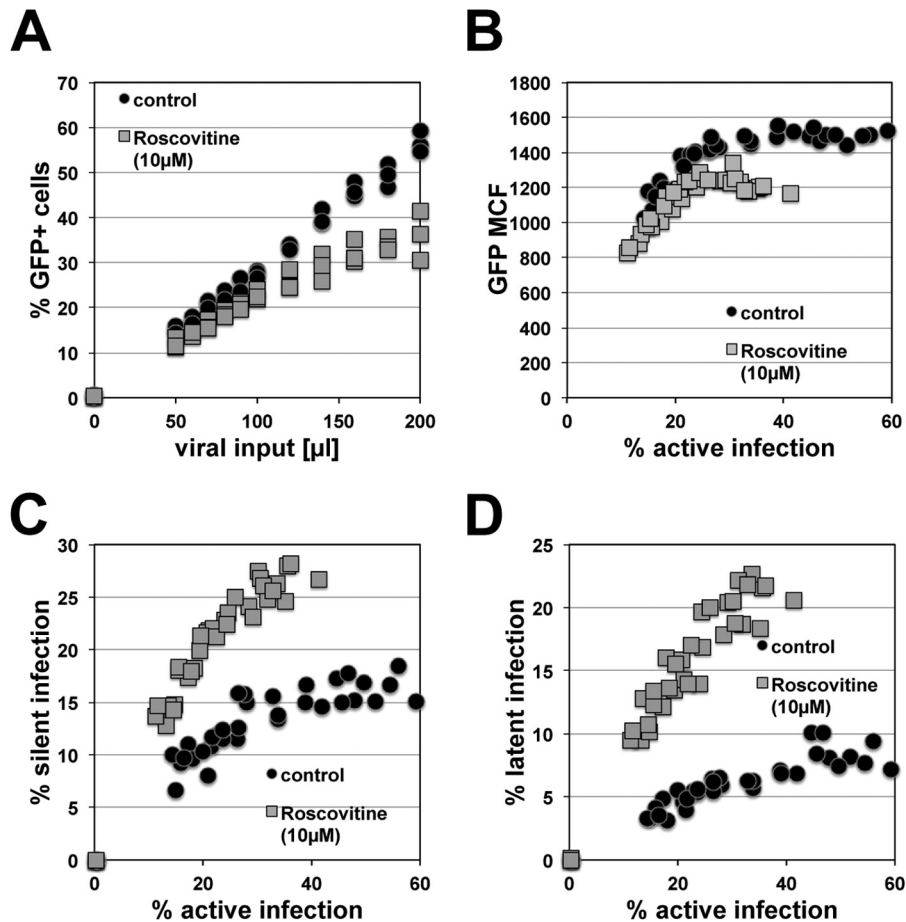 A
70
60
50
40
30
20
10
0
% GFP+ cells
control
Roscovitine
(10µM)
0 50 100 150 200
viral input [µl]
B
1800
1600
1400
1200
1000
800
600
400
200
0
GFP MCF
control
Roscovitine
(10µM)
0 20 40 60
% active infection
C
30
25
20
15
10
5
0
% silent infection
control
Roscovitine
(10µM)
0 20 40 60
% active infection
D
25
20
15
10
5
0
% latent infection
control
Roscovitine
(10µM)
0 20 40 60
% active infection